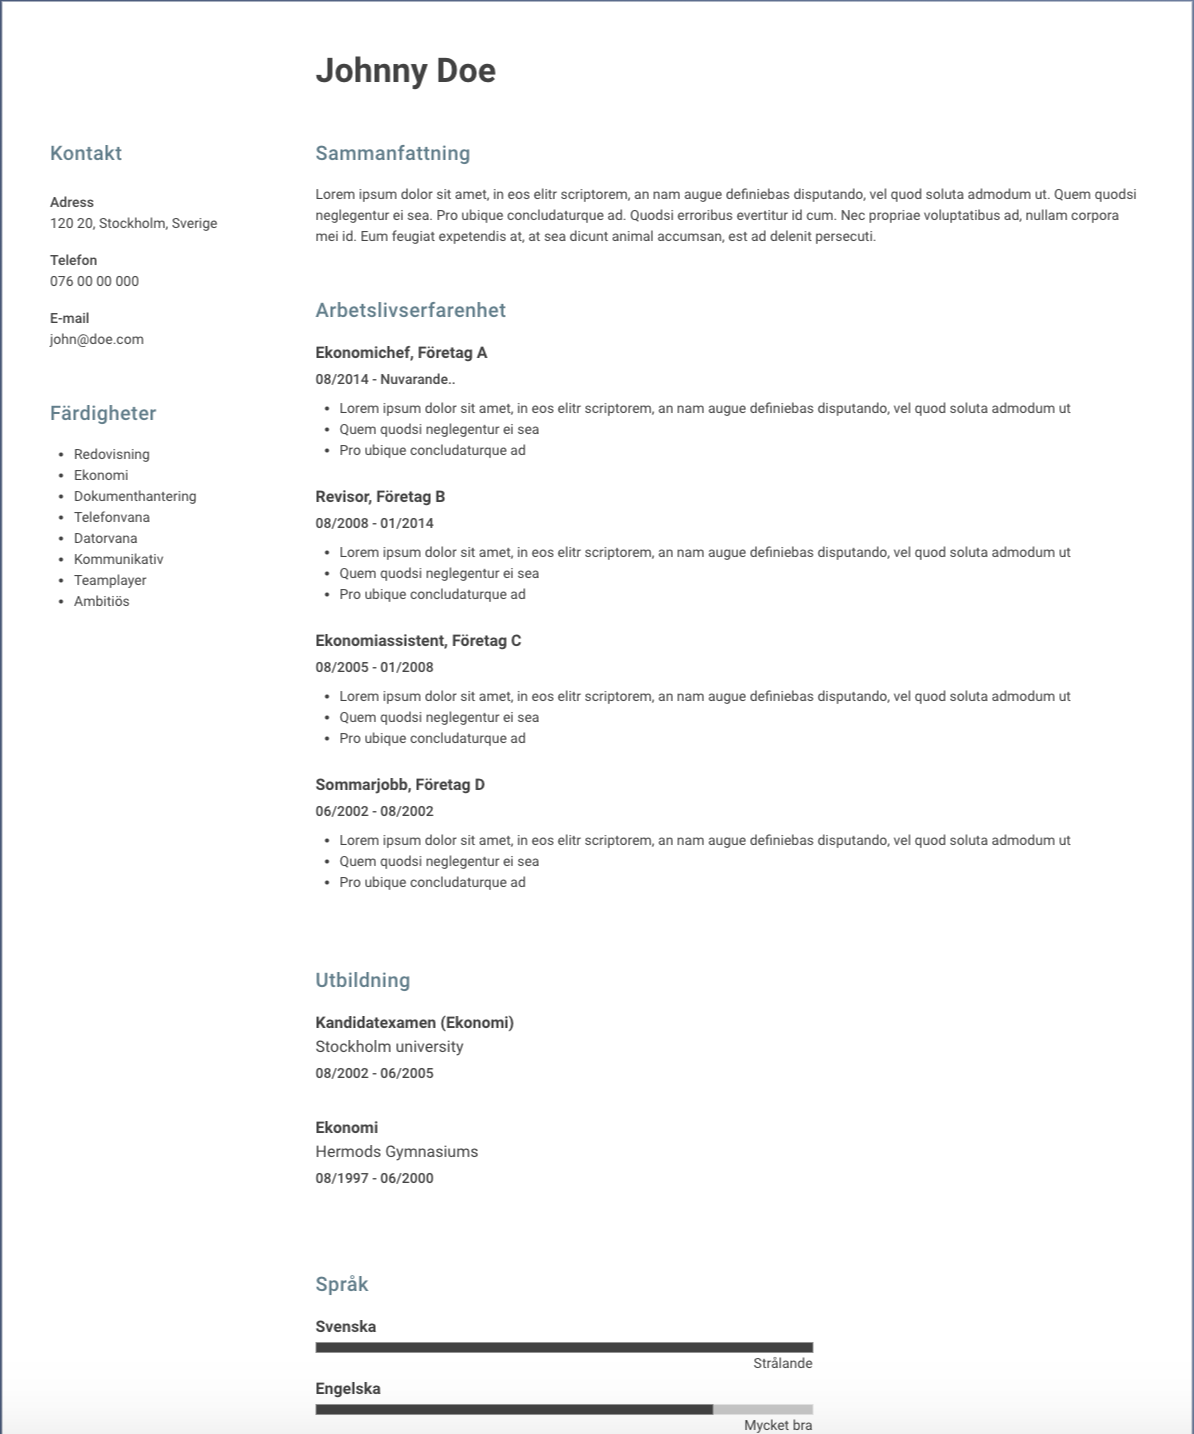 Johnny Doe
Kontakt
Adress
120 20, Stockholm, Sverige
Telefon
076 00 00 000
E-mail
john@doe.com
Färdigheter
• Redovisning
• Ekonomi
• Dokumenthantering
• Telefonvana
• Datorvana
• Kommunikativ
• Teamplayer
• Ambitiös
Sammanfattning
Lorem ipsum dolor sit amet, in eos elitr scriptorem, an nam augue definiebas disputando, vel quod soluta admodum ut. Quem quodsi
neglegentur ei sea. Pro ubique concludaturque ad. Quodsi erroribus evertitur id cum. Nec propriae voluptatibus ad, nullam corpora
mei id. Eum feugiat expetendis at, at sea dicunt animal accumsan, est ad delenit persecuti.
Arbetslivserfarenhet
Ekonomichef, Företag A
08/2014 - Nuvarande..
• Lorem ipsum dolor sit amet, in eos elitr scriptorem, an nam augue definiebas disputando, vel quod soluta admodum ut
• Quem quodsi neglegentur ei sea
• Pro ubique concludaturque ad
Revisor, Företag B
08/2008 - 01/2014
• Lorem ipsum dolor sit amet, in eos elitr scriptorem, an nam augue definiebas disputando, vel quod soluta admodum ut
• Quem quodsi neglegentur ei sea
• Pro ubique concludaturque ad
Ekonomiassistent, Företag C
08/2005 - 01/2008
• Lorem ipsum dolor sit amet, in eos elitr scriptorem, an nam augue definiebas disputando, vel quod soluta admodum ut
• Quem quodsi neglegentur ei sea
• Pro ubique concludaturque ad
Sommarjobb, Företag D
06/2002 - 08/2002
• Lorem ipsum dolor sit amet, in eos elitr scriptorem, an nam augue definiebas disputando, vel quod soluta admodum ut
• Quem quodsi neglegentur ei sea
• Pro ubique concludaturque ad
Utbildning
Kandidatexamen (Ekonomi)
Stockholm university
08/2002 - 06/2005
Ekonomi
Hermods Gymnasiums
08/1997 - 06/2000
Språk
Svenska
Strålande
Engelska
Mycket bra